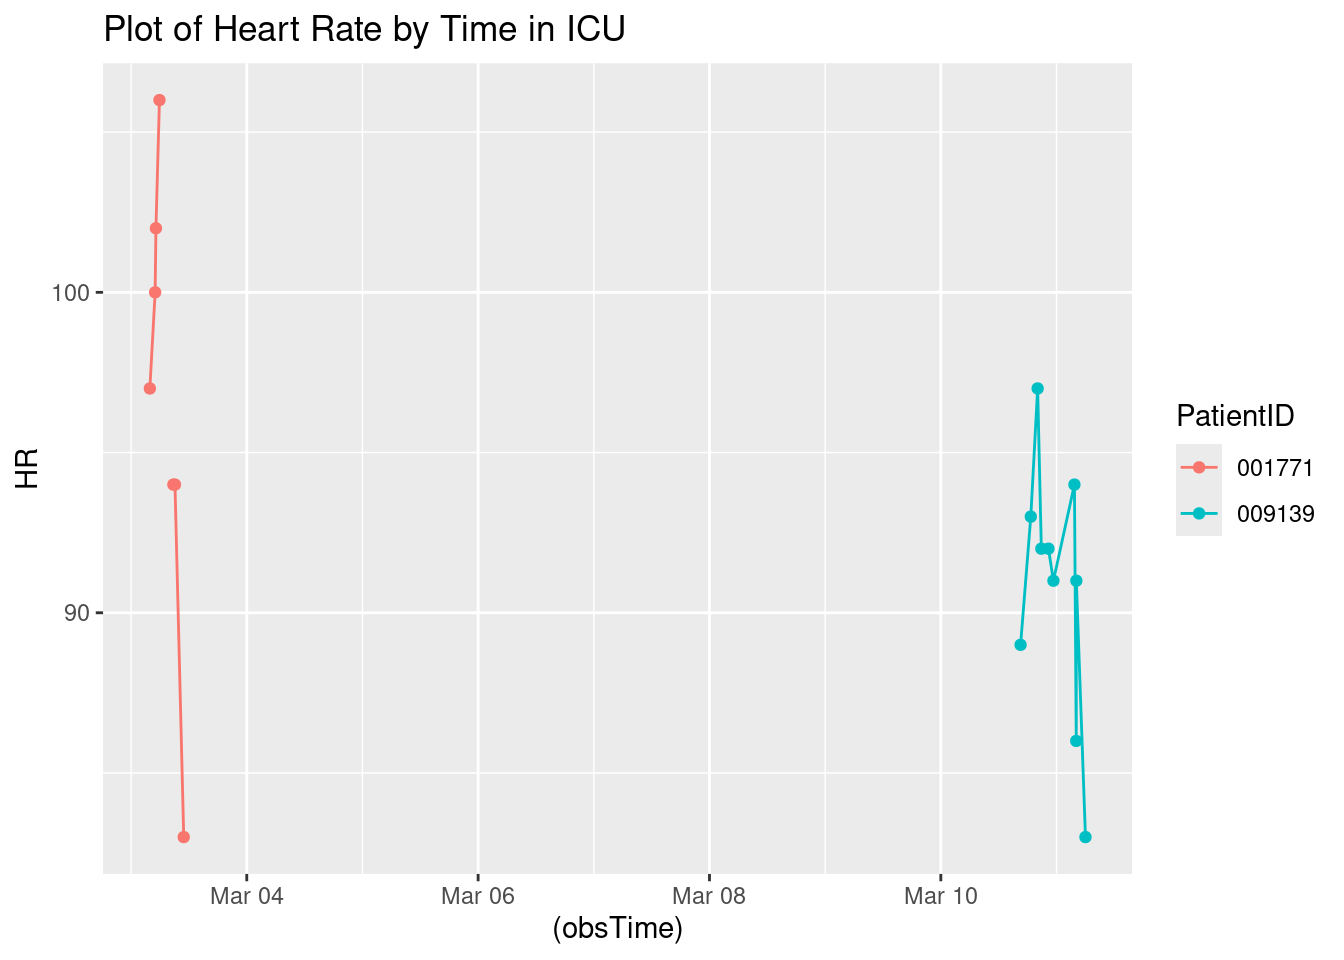 Plot of Heart Rate by Time in ICU
HR
100
90
Mar 04
Mar 06
Mar 08
Mar 10
(obsTime)
PatientID
001771
009139